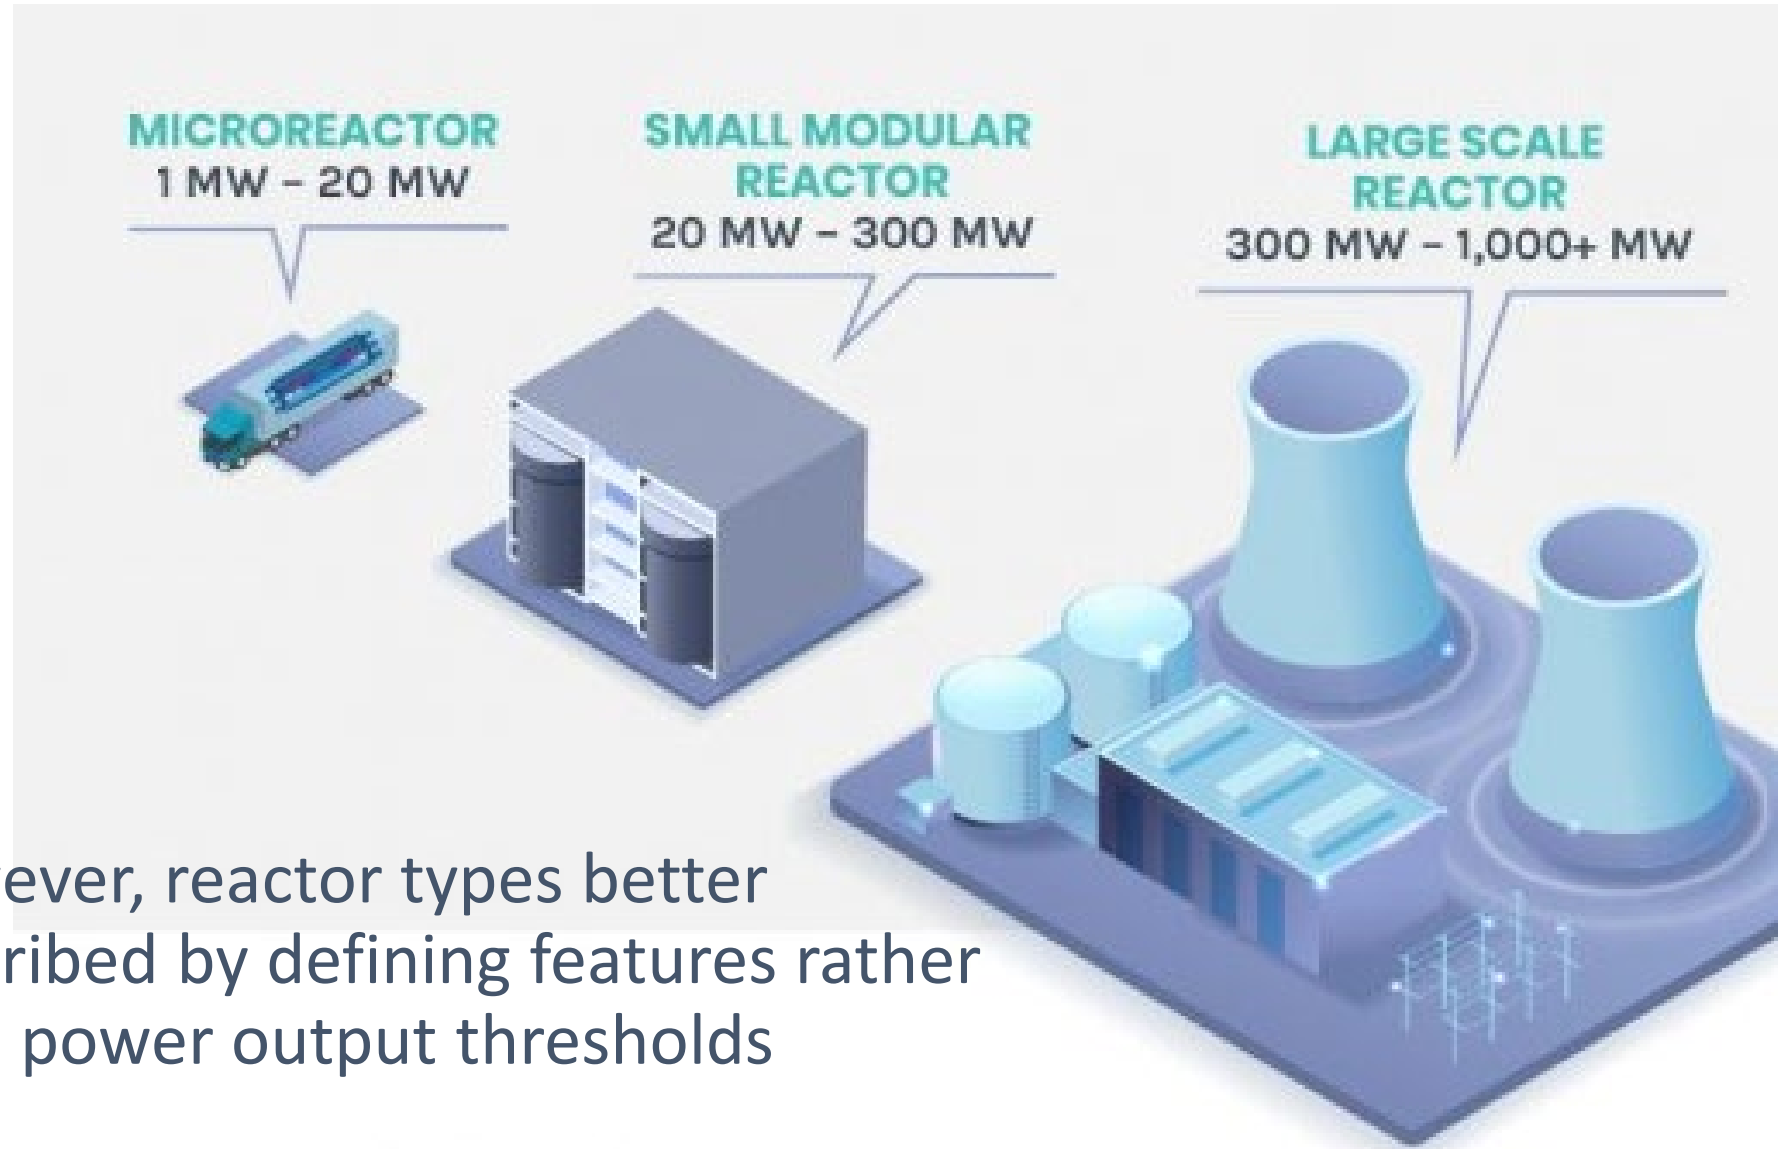 MICROREACTOR
1 MW – 20 MW
SMALL MODULAR
REACTOR
20 MW – 300 MW
LARGE SCALE
REACTOR
300 MW – 1,000+ MW
ever, reactor types better
ribed by defining features rather
power output thresholds